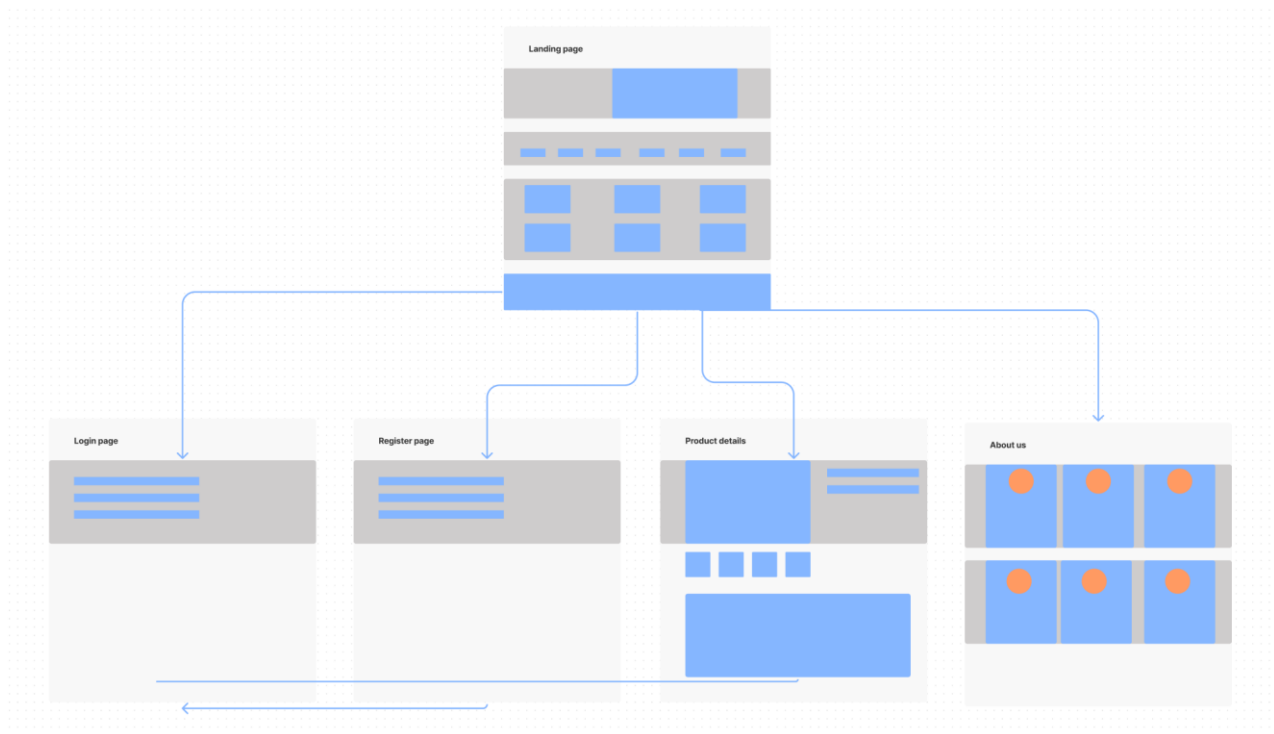 Landing page
Login page
Register page
Product details
About us